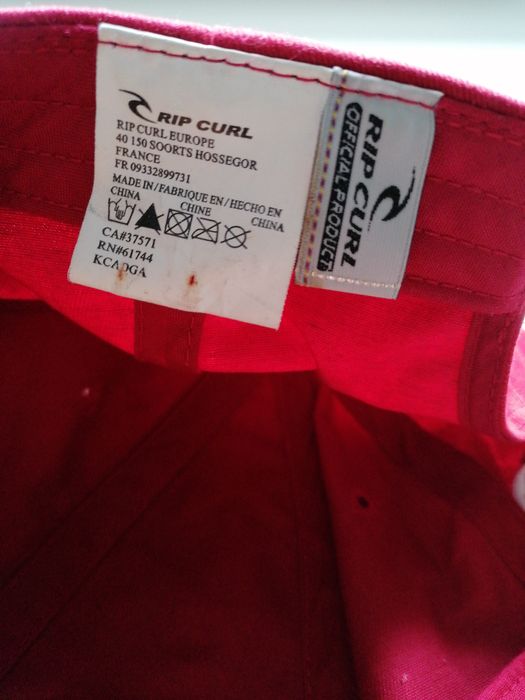 RIP CURL
RIP CURL EUROPE
40 150 SOORTS HOSSEGOR
FRANCE
FR 09332899731
MADE IN / FABRIQUE EN / HECHO EN
CHINA CHINE CHINA
CA#37571
RN#61744
KCADGA
RIP CURL
OFFICIAL PRODUCT